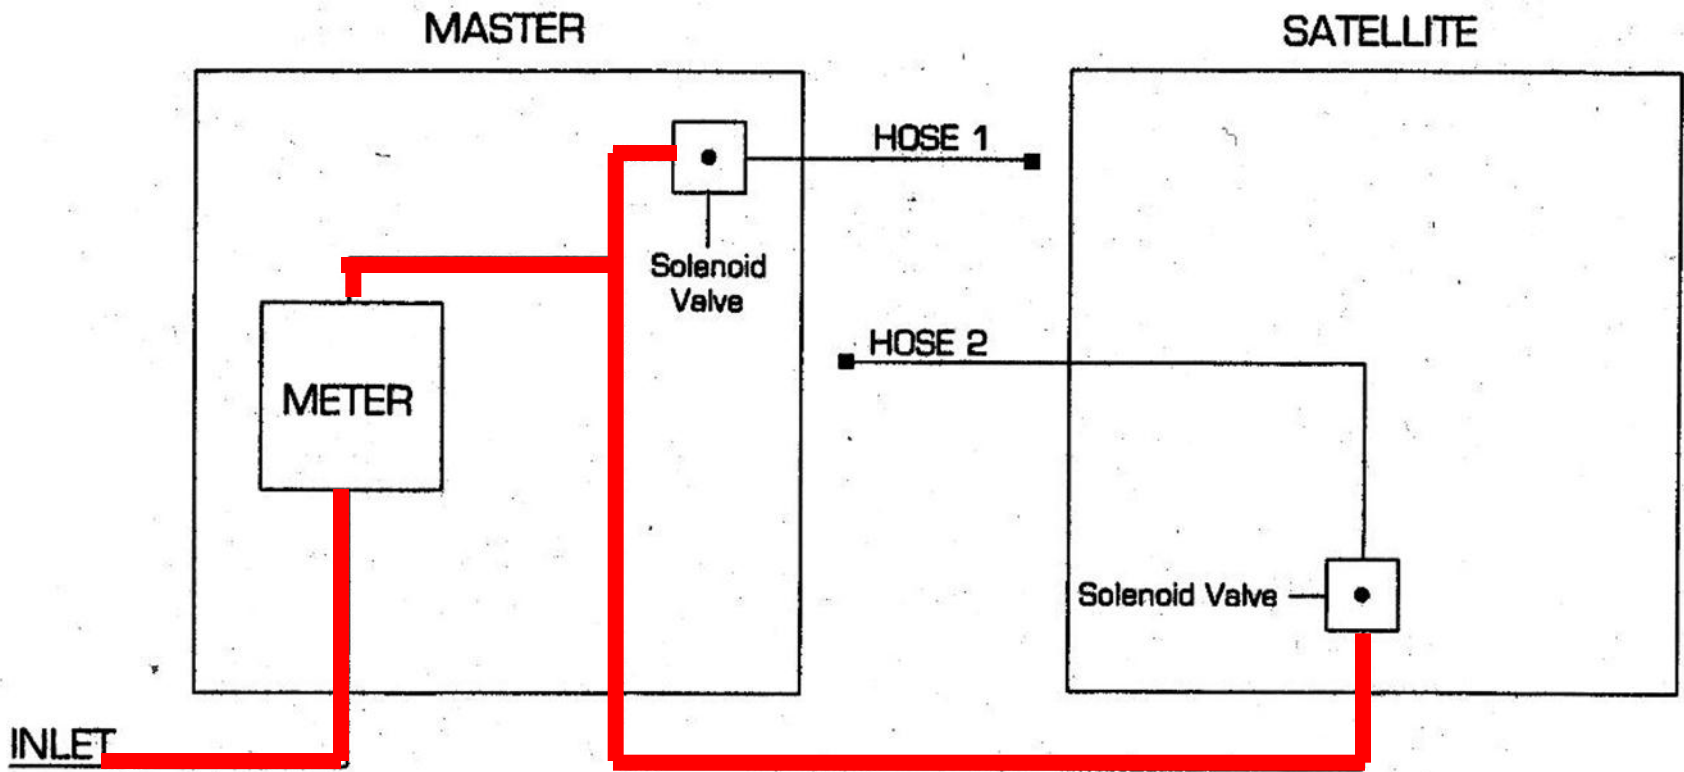 MASTER
SATELLITE
HOSE 1
Solenoid
Valve
HOSE 2
METER
Solenoid Valve
INLET